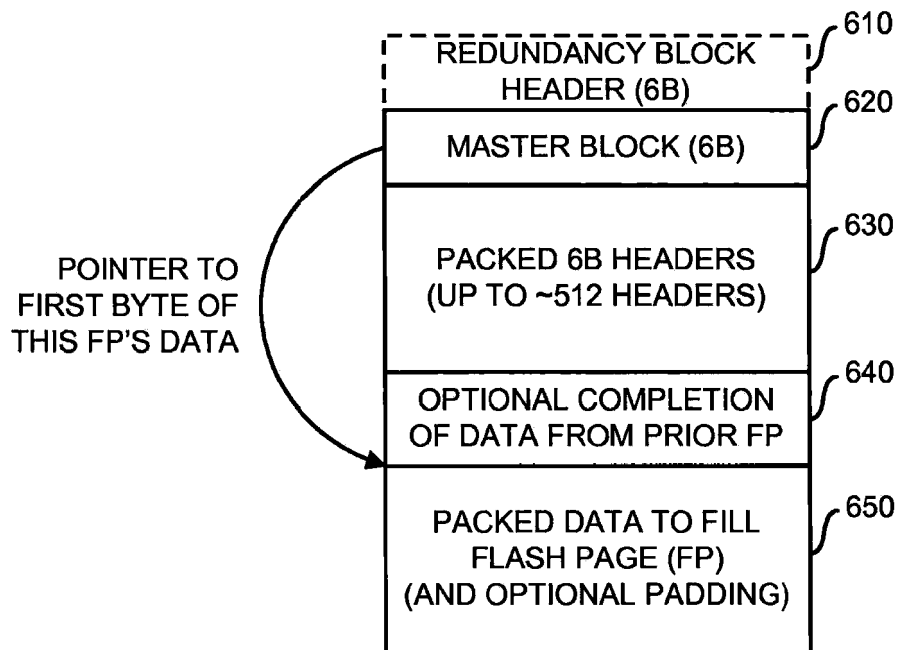 REDUNDANCY BLOCK
HEADER (6B)
610
MASTER BLOCK (6B)
620
PACKED 6B HEADERS
(UP TO ~512 HEADERS)
630
POINTER TO
FIRST BYTE OF
THIS FP'S DATA
OPTIONAL COMPLETION
OF DATA FROM PRIOR FP
640
PACKED DATA TO FILL
FLASH PAGE (FP)
(AND OPTIONAL PADDING)
650